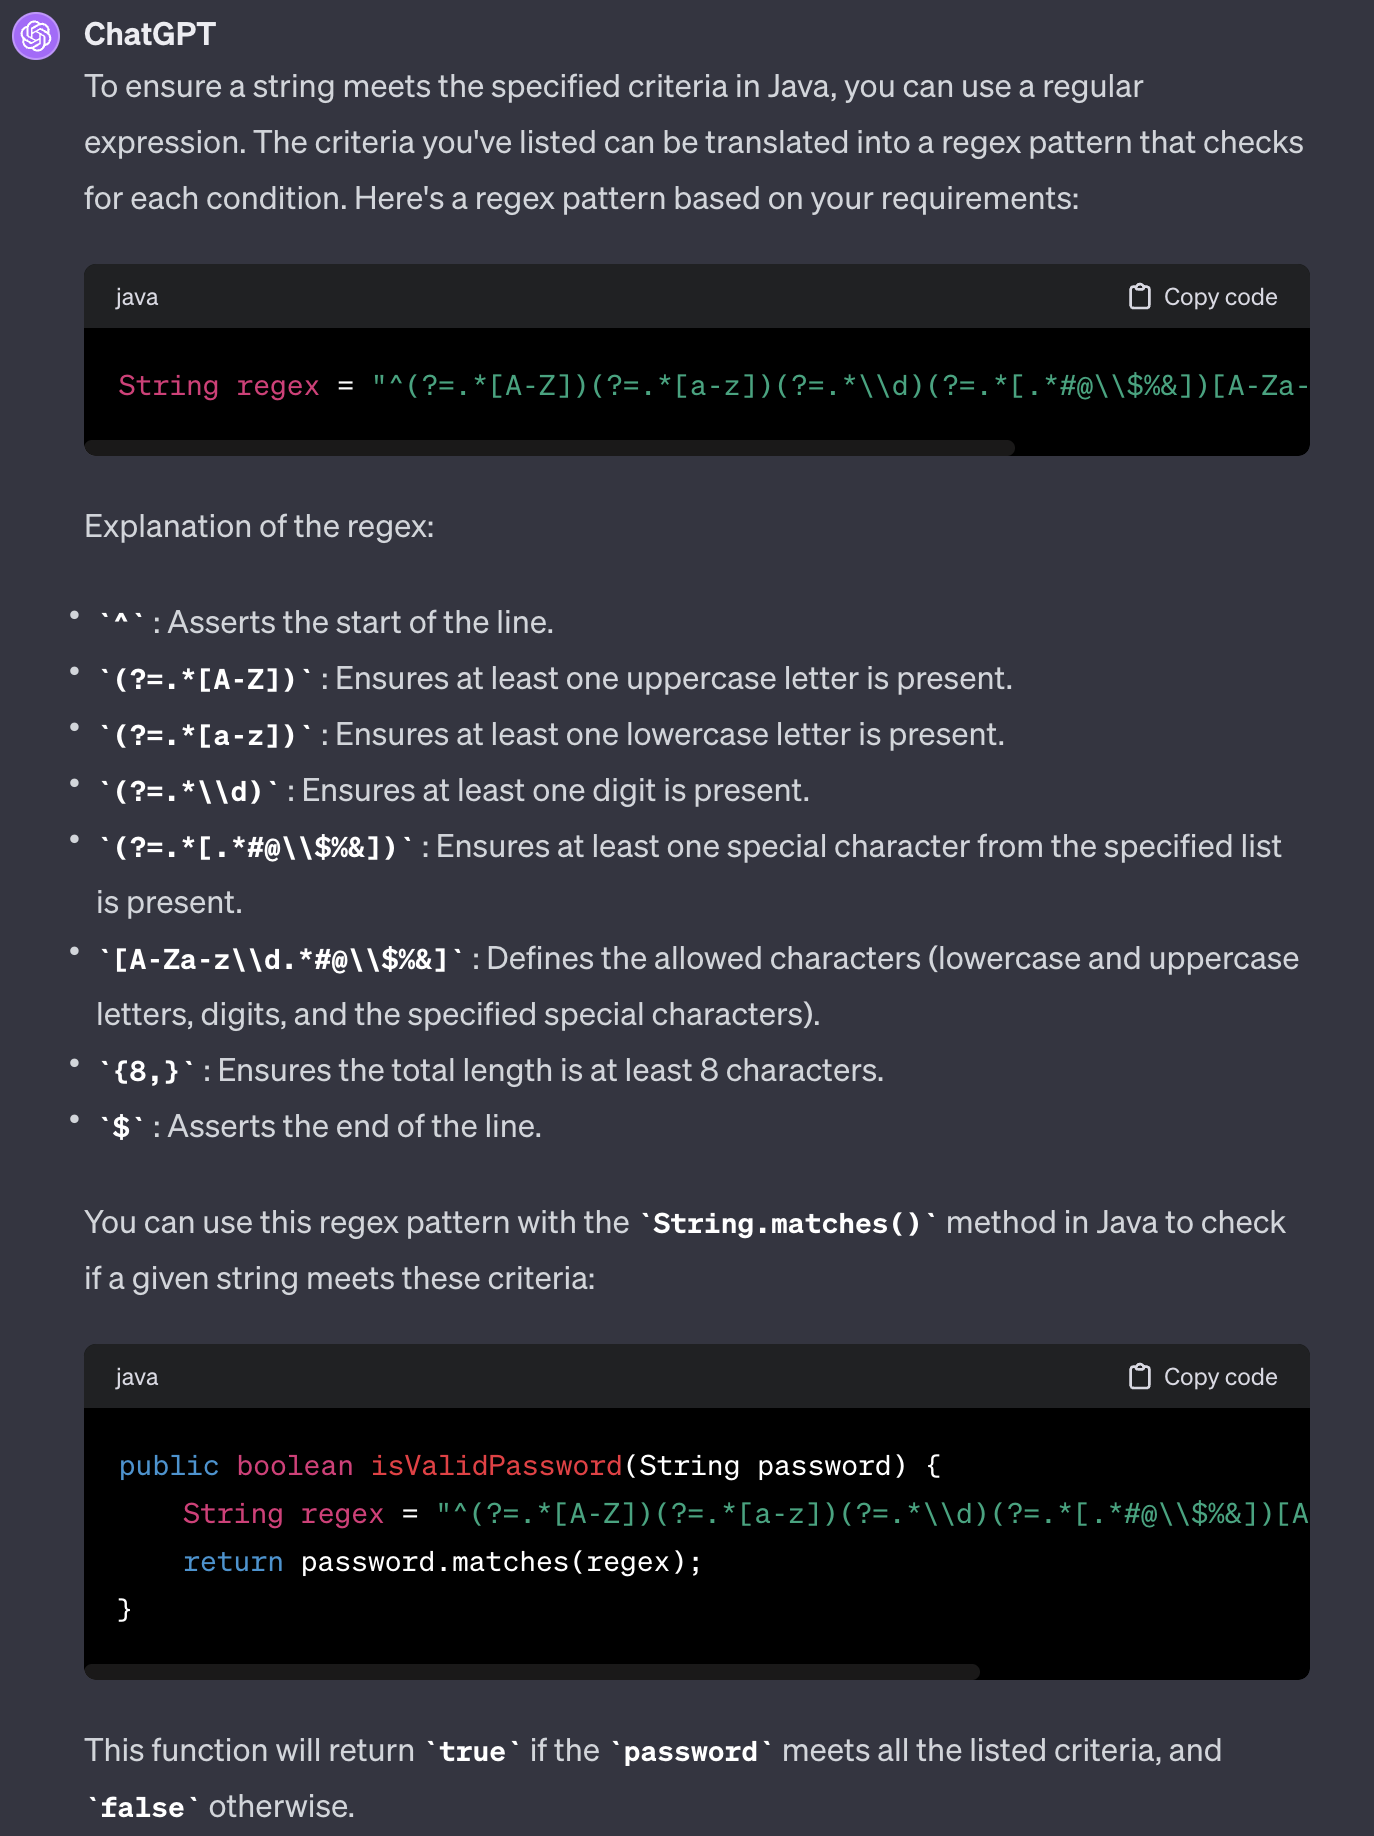 ChatGPT
To ensure a string meets the specified criteria in Java, you can use a regular
expression. The criteria you've listed can be translated into a regex pattern that checks
for each condition. Here's a regex pattern based on your requirements:
java
Copy code
String regex = "^(?=.*[A-Z])(?=.*[a-z])(?=.*\\d)(?=.*[.*#@\\$%&])[A-Za-
Explanation of the regex:
• `^` : Asserts the start of the line.
• `(?=.*[A-Z])` : Ensures at least one uppercase letter is present.
• `(?=.*[a-z])` : Ensures at least one lowercase letter is present.
• `(?=.*\\d)` : Ensures at least one digit is present.
• `(?=.*[.*#@\\$%&])` : Ensures at least one special character from the specified list
is present.
• `[A-Za-z\\d.*#@\\$%&]` : Defines the allowed characters (lowercase and uppercase
letters, digits, and the specified special characters).
• `{8,}` : Ensures the total length is at least 8 characters.
• `$` : Asserts the end of the line.
You can use this regex pattern with the `String.matches()` method in Java to check
if a given string meets these criteria:
java
Copy code
public boolean isValidPassword(String password) {
    String regex = "^(?=.*[A-Z])(?=.*[a-z])(?=.*\\d)(?=.*[.*#@\\$%&])[A
    return password.matches(regex);
}
This function will return `true` if the `password` meets all the listed criteria, and
`false` otherwise.